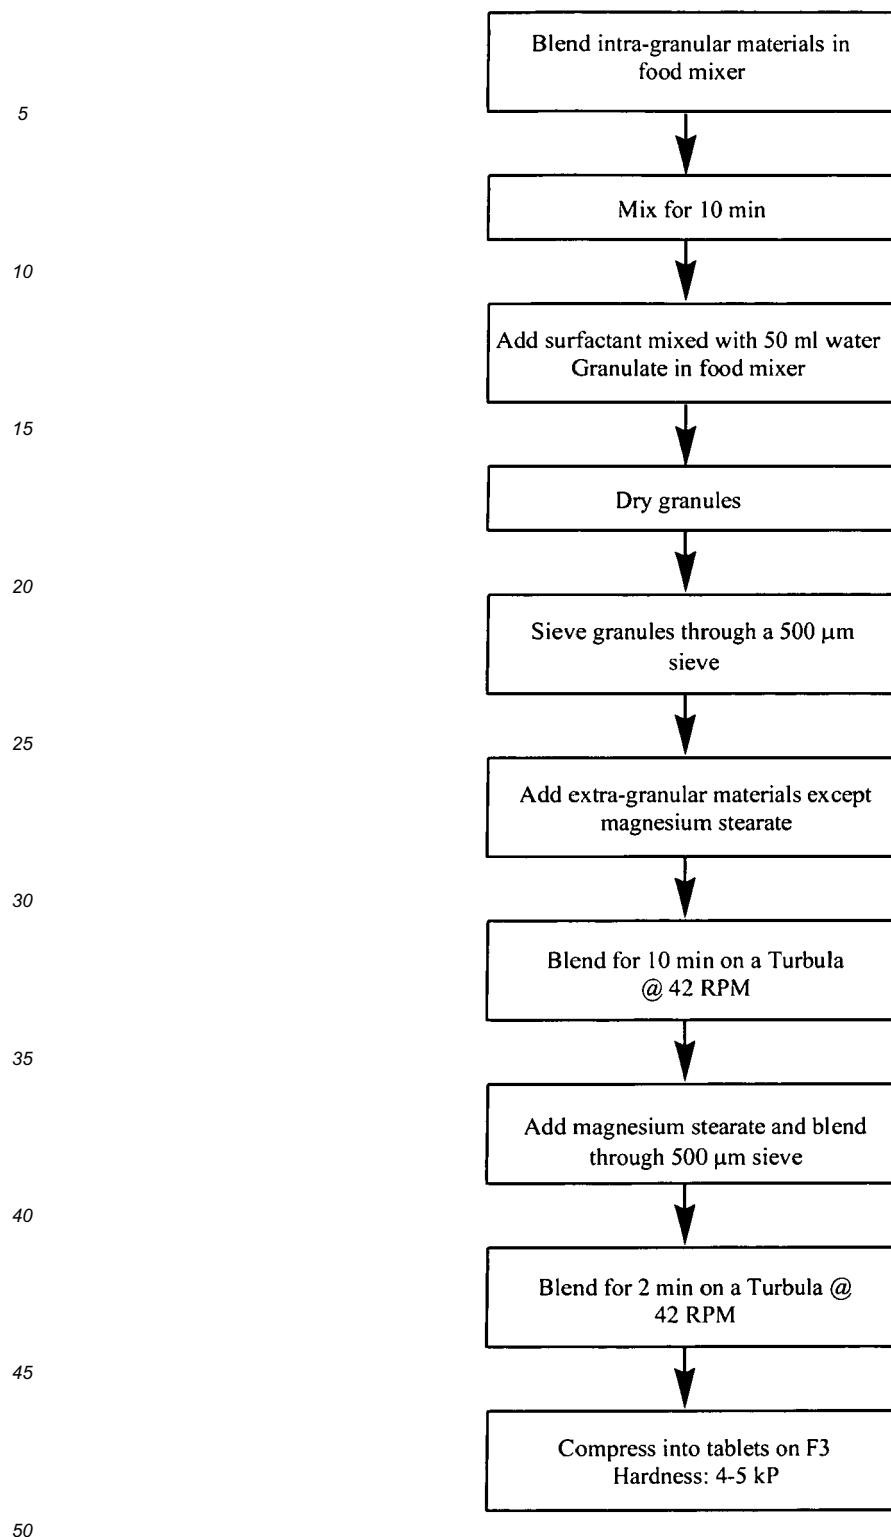 Blend intra-granular materials in
food mixer
5
Mix for 10 min
10
Add surfactant mixed with 50 ml water
Granulate in food mixer
15
Dry granules
20
Sieve granules through a 500 μm
sieve
25
Add extra-granular materials except
magnesium stearate
30
Blend for 10 min on a Turbula
@ 42 RPM
35
Add magnesium stearate and blend
through 500 μm sieve
40
Blend for 2 min on a Turbula @
42 RPM
45
Compress into tablets on F3
Hardness: 4-5 kP
50